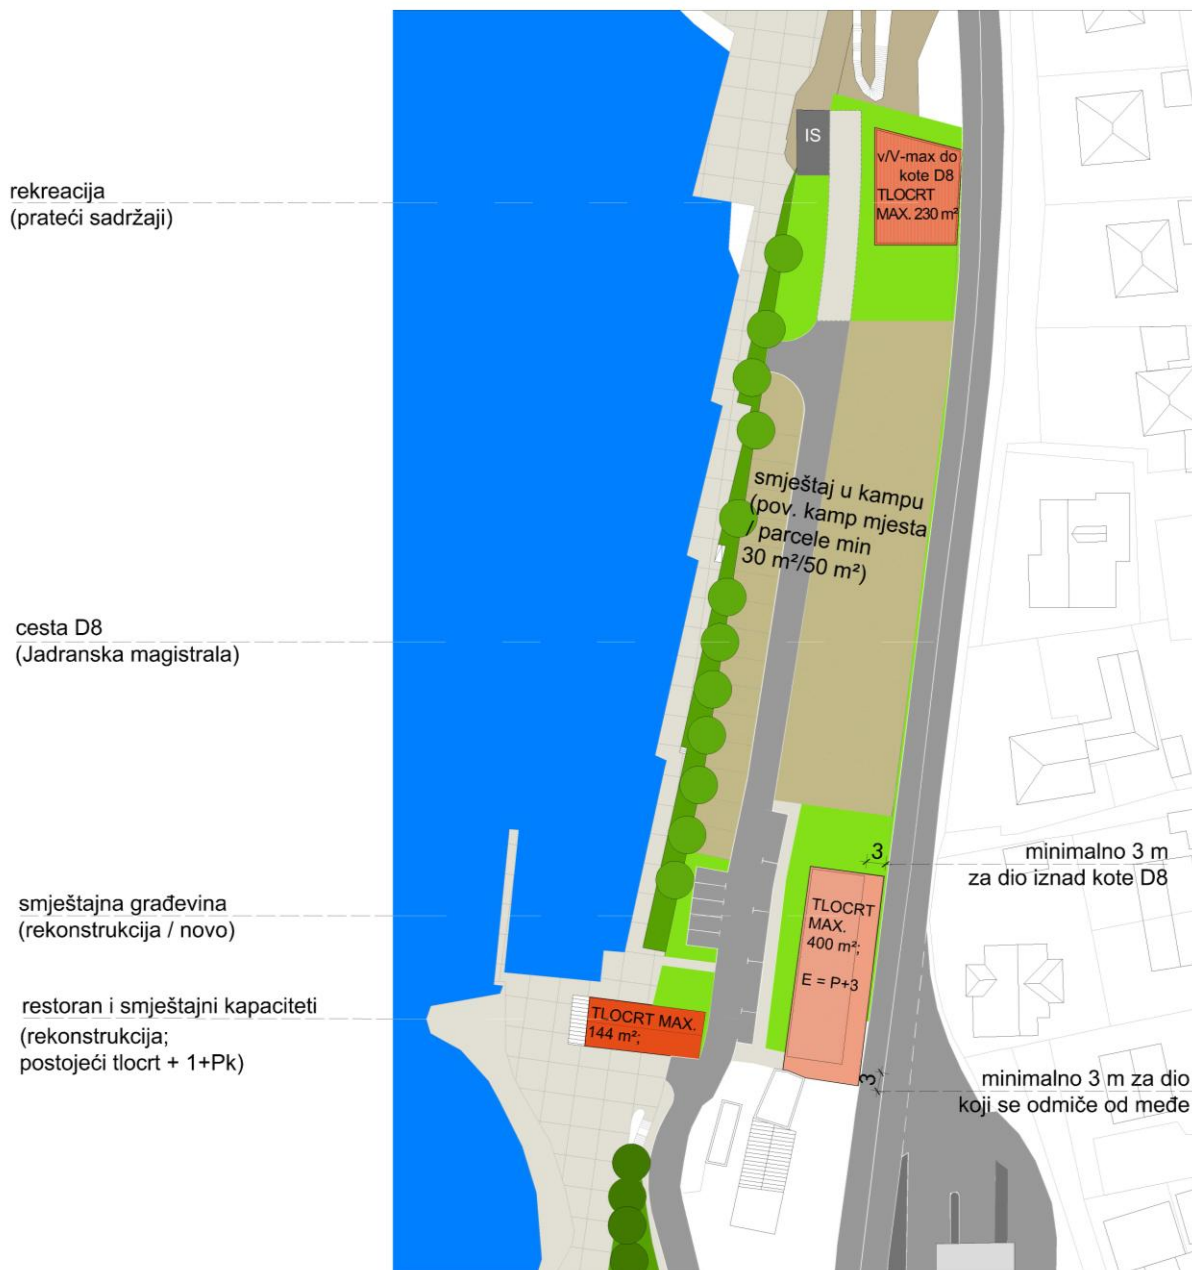 IS
v/V-max do
kote D8
TLOCRT
MAX. 230 m²
rekreacija
(prateći sadržaji)
smještaj u kampu
(pov. kamp mjesta
/ parcele min
30 m²/50 m²)
cesta D8
(Jadranska magistrala)
3
minimalno 3 m
za dio iznad kote D8
smještajna građevina
(rekonstrukcija / novo)
TLOCRT
MAX.
400 m²;
E = P+3
restoran i smještajni kapaciteti
(rekonstrukcija;
postojeći tlocrt + 1+Pk)
TLOCRT MAX.
144 m²;
3
minimalno 3 m za dio
koji se odmiče od međe